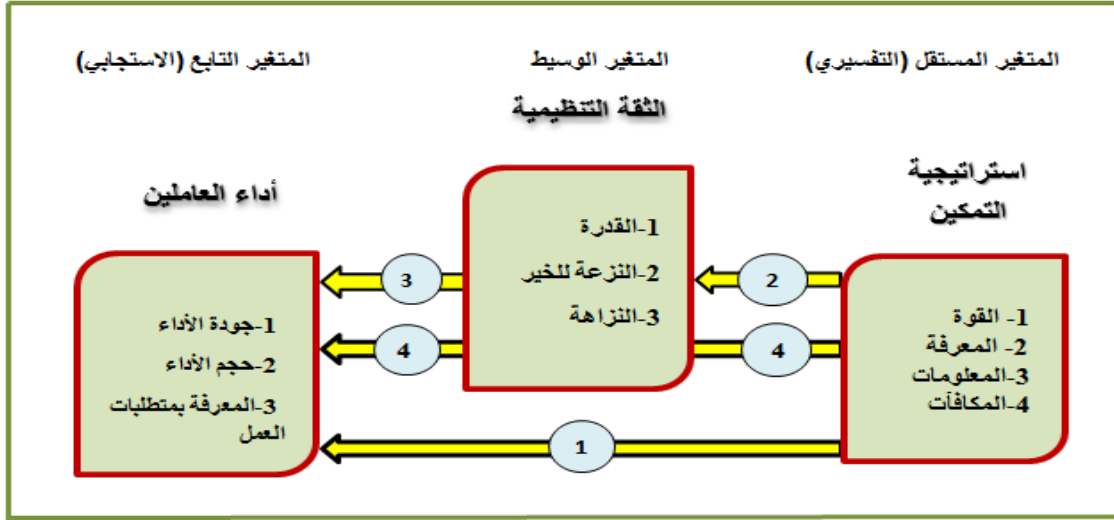 المتغير المستقل (التفسيري)
المتغير الوسيط
المتغير التابع (الاستجابي)
استراتيجية
التمكين
1- القوة
2- المعرفة
3-المعلومات
4-المكافآت
الثقة التنظيمية
1-القدرة
2-النزعة للخير
3-النزاهة
أداء العاملين
1-جودة الأداء
2-حجم الأداء
3-المعرفة بمتطلبات
العمل
2
3
4
4
1